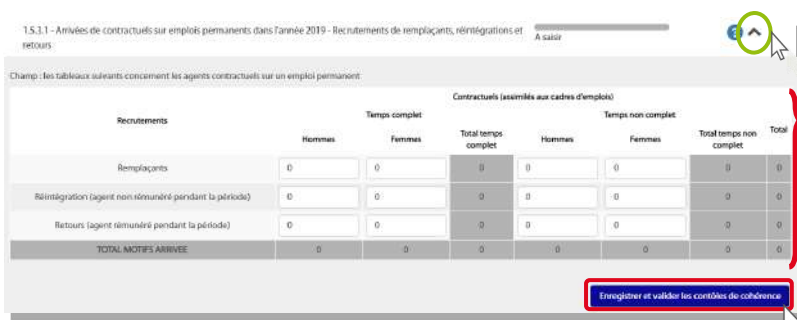 1.5.3.1 - Arrivées de contractuels sur emplois permanents dans l'année 2019 - Recrutements de remplaçants, réintégrations et retours
A saisir
?
Champ : les tableaux suivants concernent les agents contractuels sur un emploi permanent
Contractuels (assimilés aux cadres d'emplois)
Recrutements Temps complet Temps non complet Total
Hommes Femmes Total temps complet Hommes Femmes Total temps non complet
Remplaçants 0 0 0 0 0 0 0
Réintégration (agent non rémunéré pendant la période) 0 0 0 0 0 0 0
Retours (agent rémunéré pendant la période) 0 0 0 0 0 0 0
TOTAL MOTIFS ARRIVEE 0 0 0 0 0 0 0
Enregistrer et valider les contôles de cohérence